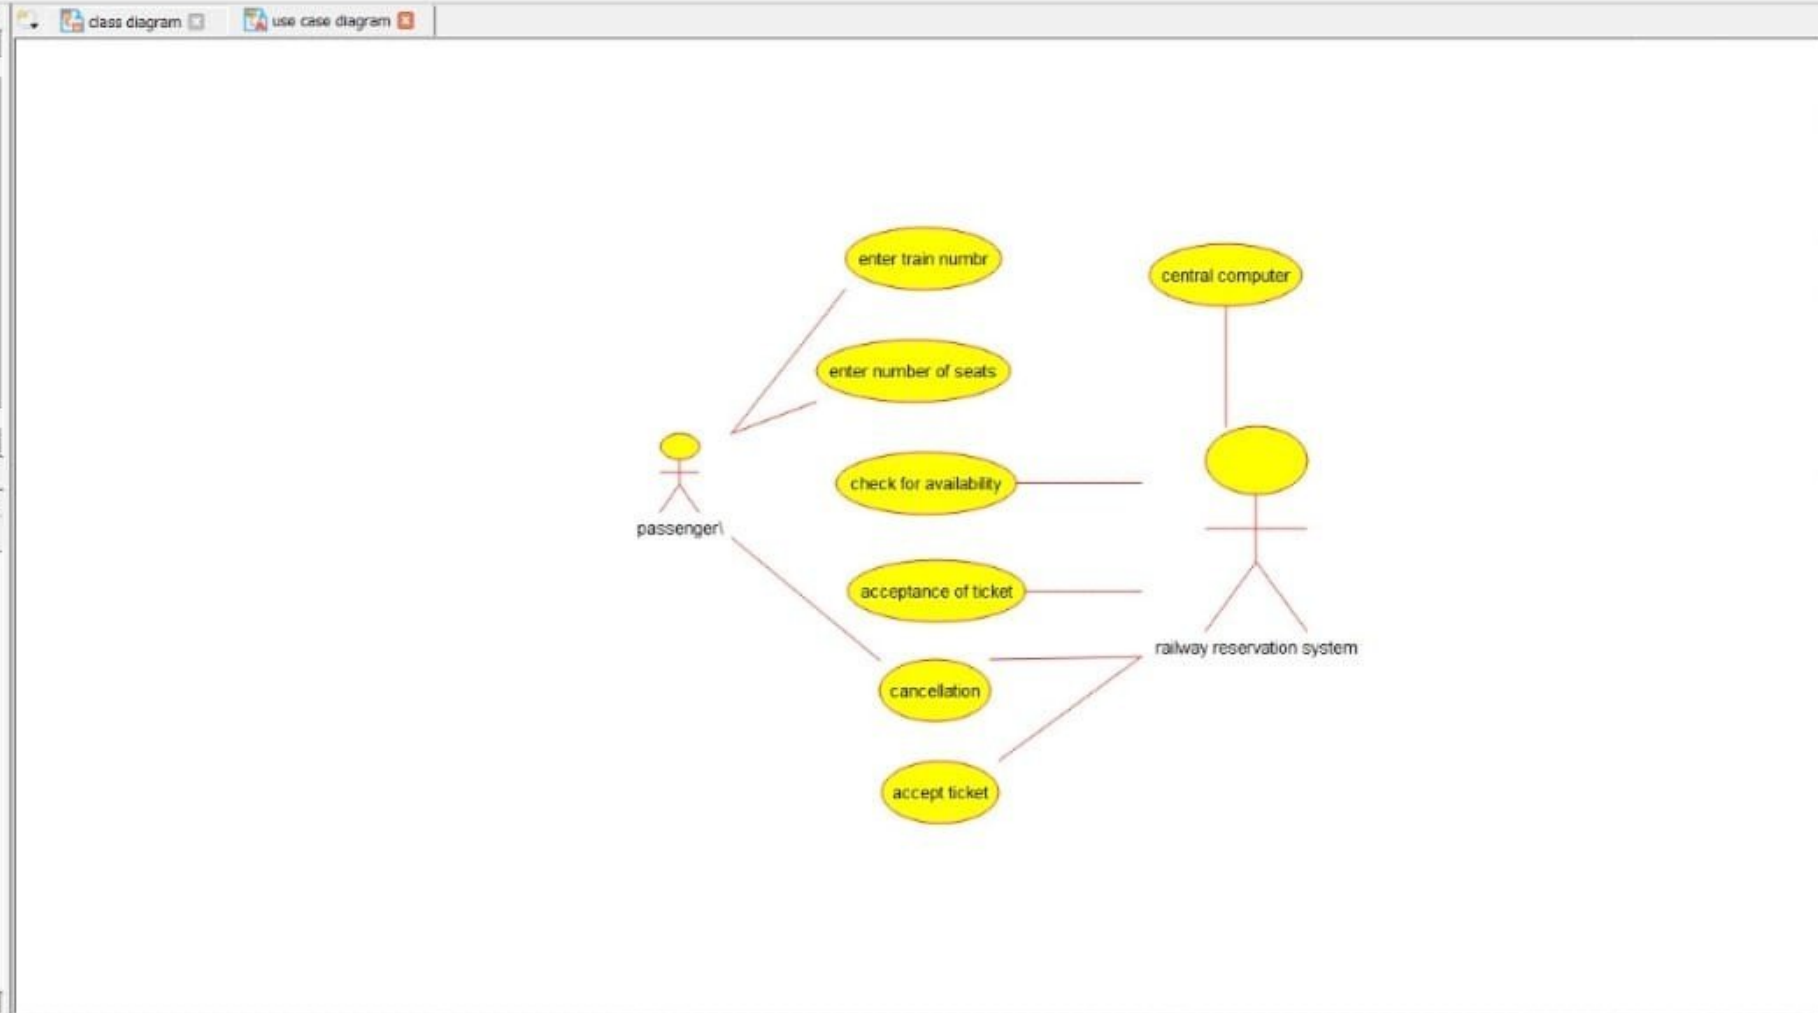 class diagram
use case diagram
enter train numbr
central computer
enter number of seats
check for availability
passenger\
acceptance of ticket
railway reservation system
cancellation
accept ticket